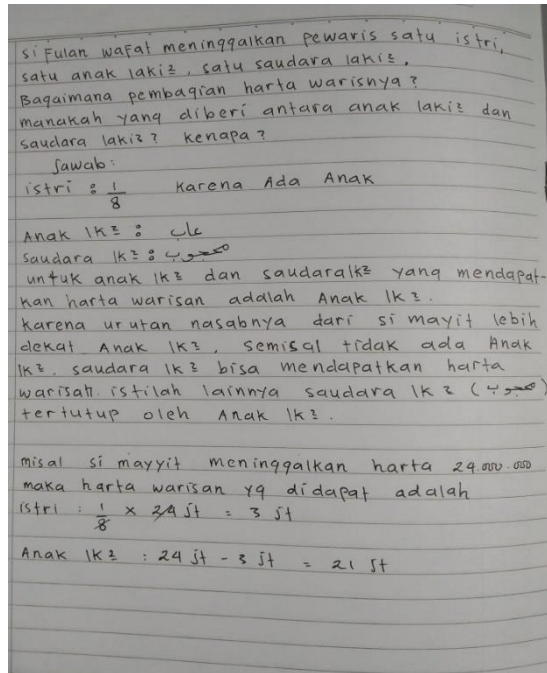 si Fulan wafat meninggalkan pewaris satu istri,
satu anak laki2, satu saudara laki2.
Bagaimana pembagian harta warisnya?
manakah yang diberi antara anak laki2 dan
saudara laki2? kenapa?
Jawab:
istri : 1/8 Karena Ada Anak
Anak lk2 : عاب
Saudara lk2 : محجوب
untuk anak lk2 dan saudara lk2 yang mendapat-
kan harta warisan adalah Anak lk2.
karena urutan nasabnya dari si mayit lebih
dekat Anak lk2, semisal tidak ada Anak
lk2. saudara lk2 bisa mendapatkan harta
warisan. istilah lainnya saudara lk2 (محجوب)
tertutup oleh Anak lk2.
misal si mayyit meninggalkan harta 24.000.000
maka harta warisan yg didapat adalah
istri : 1/8 x 24 jt = 3 jt
Anak lk2 : 24 jt - 3 jt = 21 jt